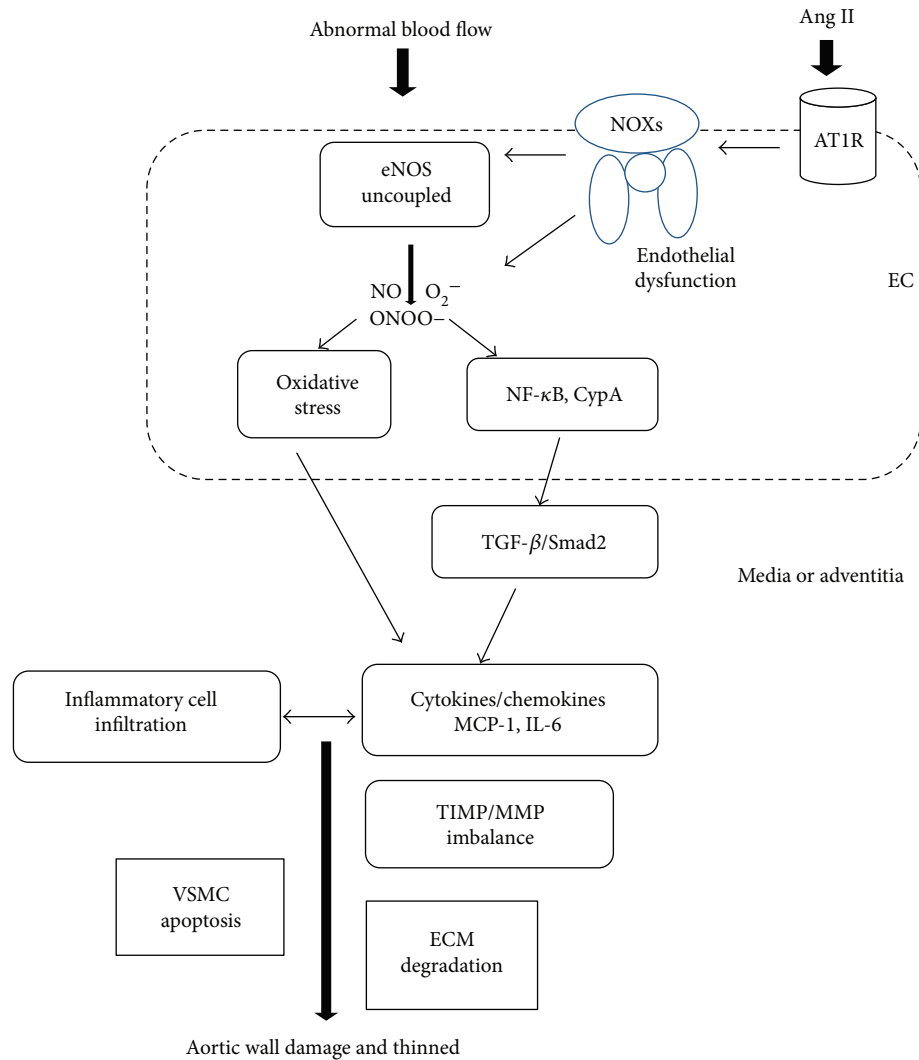 Abnormal blood flow
Ang II
NOXs
AT1R
eNOS
uncoupled
Endothelial
dysfunction
EC
NO O₂⁻
ONOO–
Oxidative
stress
NF-κB, CypA
TGF-β/Smad2
Media or adventitia
Inflammatory cell
infiltration
Cytokines/chemokines
MCP-1, IL-6
TIMP/MMP
imbalance
VSMC
apoptosis
ECM
degradation
Aortic wall damage and thinned